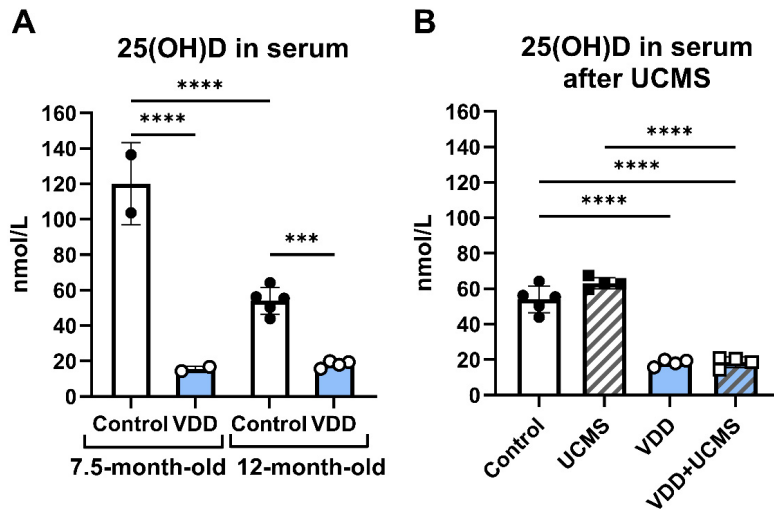 A
25(OH)D in serum
nmol/L
160
140
120
100
80
60
40
20
0
****
****
***
Control VDD Control VDD
7.5-month-old 12-month-old
B
25(OH)D in serum
after UCMS
nmol/L
160
140
120
100
80
60
40
20
0
****
****
****
Control
UCMS
VDD
VDD+UCMS